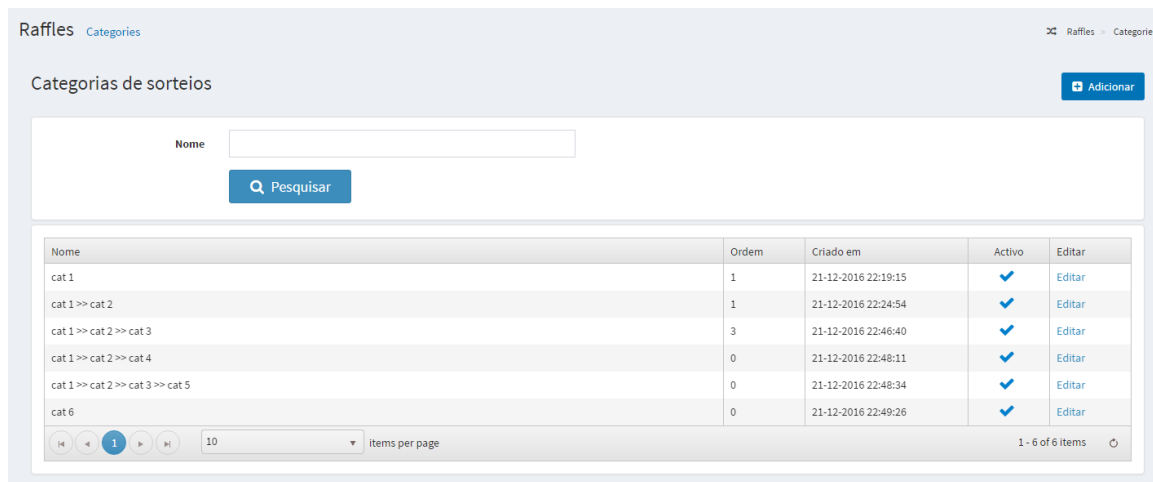 Raffles Categories Raffles > Categorie
Categorias de sorteios Adicionar
Nome
Pesquisar
Nome Ordem Criado em Activo Editar
cat 1 1 21-12-2016 22:19:15 Editar
cat 1 >> cat 2 1 21-12-2016 22:24:54 Editar
cat 1 >> cat 2 >> cat 3 3 21-12-2016 22:46:40 Editar
cat 1 >> cat 2 >> cat 4 0 21-12-2016 22:48:11 Editar
cat 1 >> cat 2 >> cat 3 >> cat 5 0 21-12-2016 22:48:34 Editar
cat 6 0 21-12-2016 22:49:26 Editar
1 10 items per page 1 - 6 of 6 items